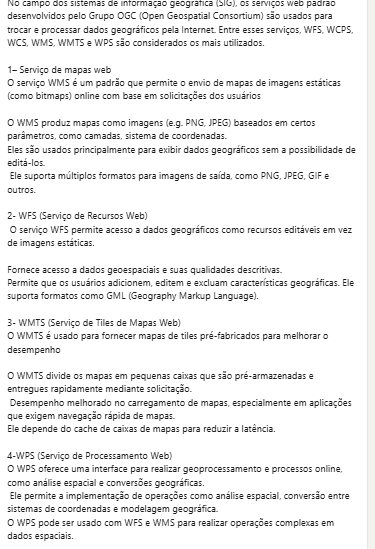 No campo dos sistemas de informação geográfica (SIG), os serviços web padrão
desenvolvidos pelo Grupo OGC (Open Geospatial Consortium) são usados para
trocar e processar dados geográficos pela Internet. Entre esses serviços, WFS, WCPS,
WCS, WMS, WMTS e WPS são considerados os mais utilizados.
1– Serviço de mapas web
O serviço WMS é um padrão que permite o envio de mapas de imagens estáticas
(como bitmaps) online com base em solicitações dos usuários
O WMS produz mapas como imagens (e.g. PNG, JPEG) baseados em certos
parâmetros, como camadas, sistema de coordenadas.
Eles são usados principalmente para exibir dados geográficos sem a possibilidade de
editá-los.
Ele suporta múltiplos formatos para imagens de saída, como PNG, JPEG, GIF e
outros.
2- WFS (Serviço de Recursos Web)
O serviço WFS permite acesso a dados geográficos como recursos editáveis em vez
de imagens estáticas.
Fornece acesso a dados geoespaciais e suas qualidades descritivas.
Permite que os usuários adicionem, editem e excluam características geográficas. Ele
suporta formatos como GML (Geography Markup Language).
3- WMTS (Serviço de Tiles de Mapas Web)
O WMTS é usado para fornecer mapas de tiles pré-fabricados para melhorar o
desempenho
O WMTS divide os mapas em pequenas caixas que são pré-armazenadas e
entregues rapidamente mediante solicitação.
Desempenho melhorado no carregamento de mapas, especialmente em aplicações
que exigem navegação rápida de mapas.
Ele depende do cache de caixas de mapas para reduzir a latência.
4-WPS (Serviço de Processamento Web)
O WPS oferece uma interface para realizar geoprocessamento e processos online,
como análise espacial e conversões geográficas.
Ele permite a implementação de operações como análise espacial, conversão entre
sistemas de coordenadas e modelagem geográfica.
O WPS pode ser usado com WFS e WMS para realizar operações complexas em
dados espaciais.